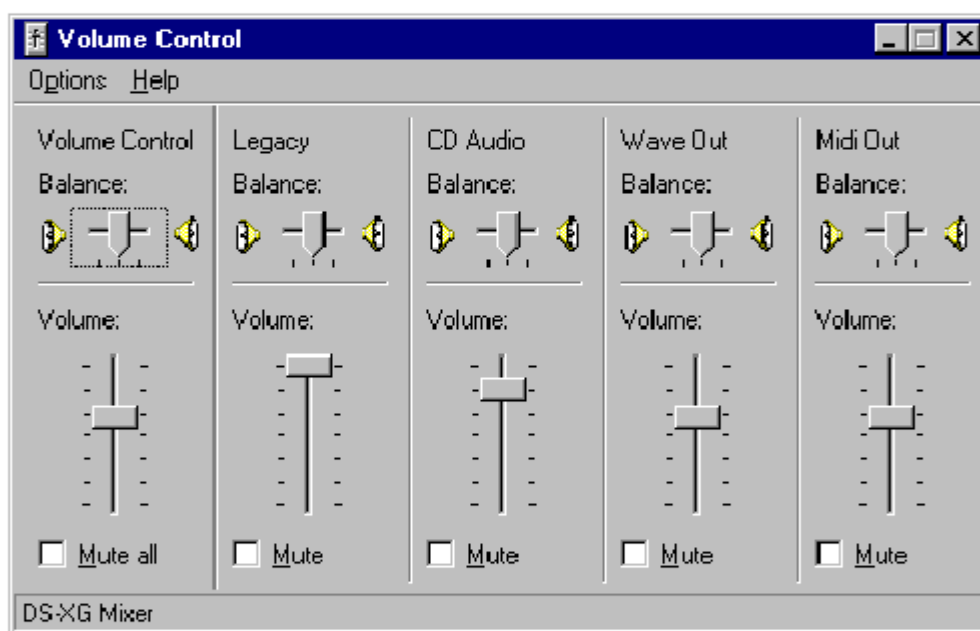 Volume Control
Options Help
Volume Control Legacy CD Audio Wave Out Midi Out
Balance: Balance: Balance: Balance: Balance:
Volume: Volume: Volume: Volume: Volume:
Mute all Mute Mute Mute Mute
DS-XG Mixer